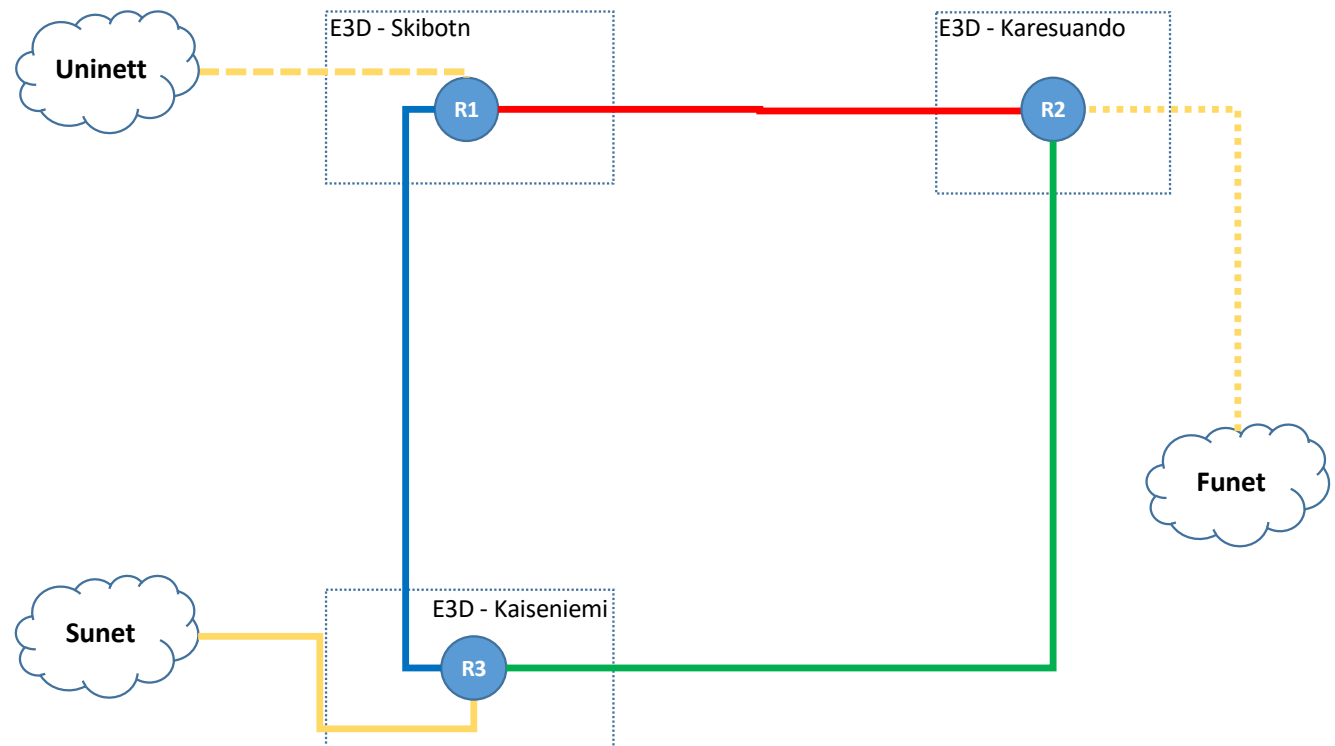 E3D - Skibotn
E3D - Karesuando
Uninett
R1
R2
Funet
E3D - Kaiseniemi
Sunet
R3